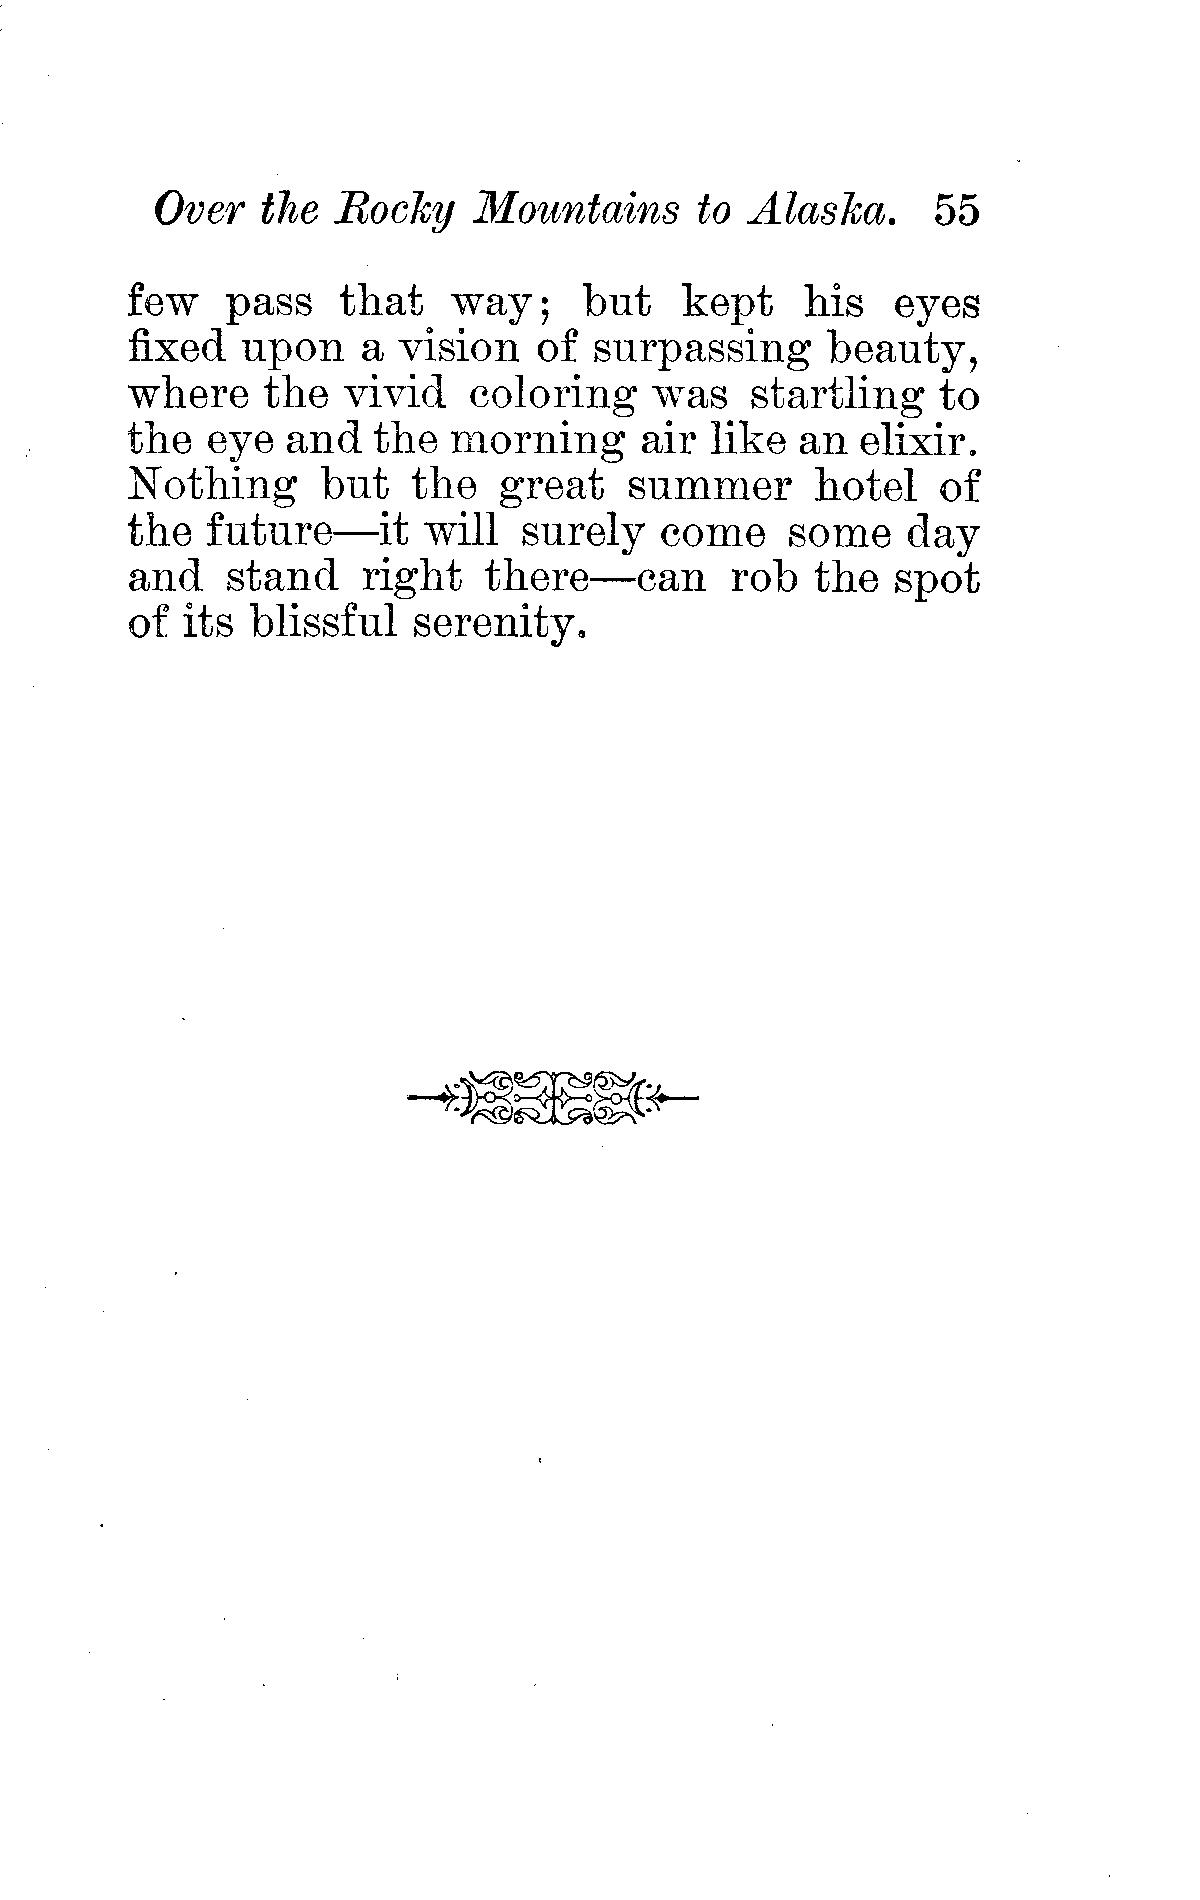 Over the Rocky Mountains to Alaska. 55
few pass that way; but kept his eyes
fixed upon a vision of surpassing beauty,
where the vivid coloring was startling to
the eye and the morning air like an elixir.
Nothing but the great summer hotel of
the future—it will surely come some day
and stand right there—can rob the spot
of its blissful serenity.